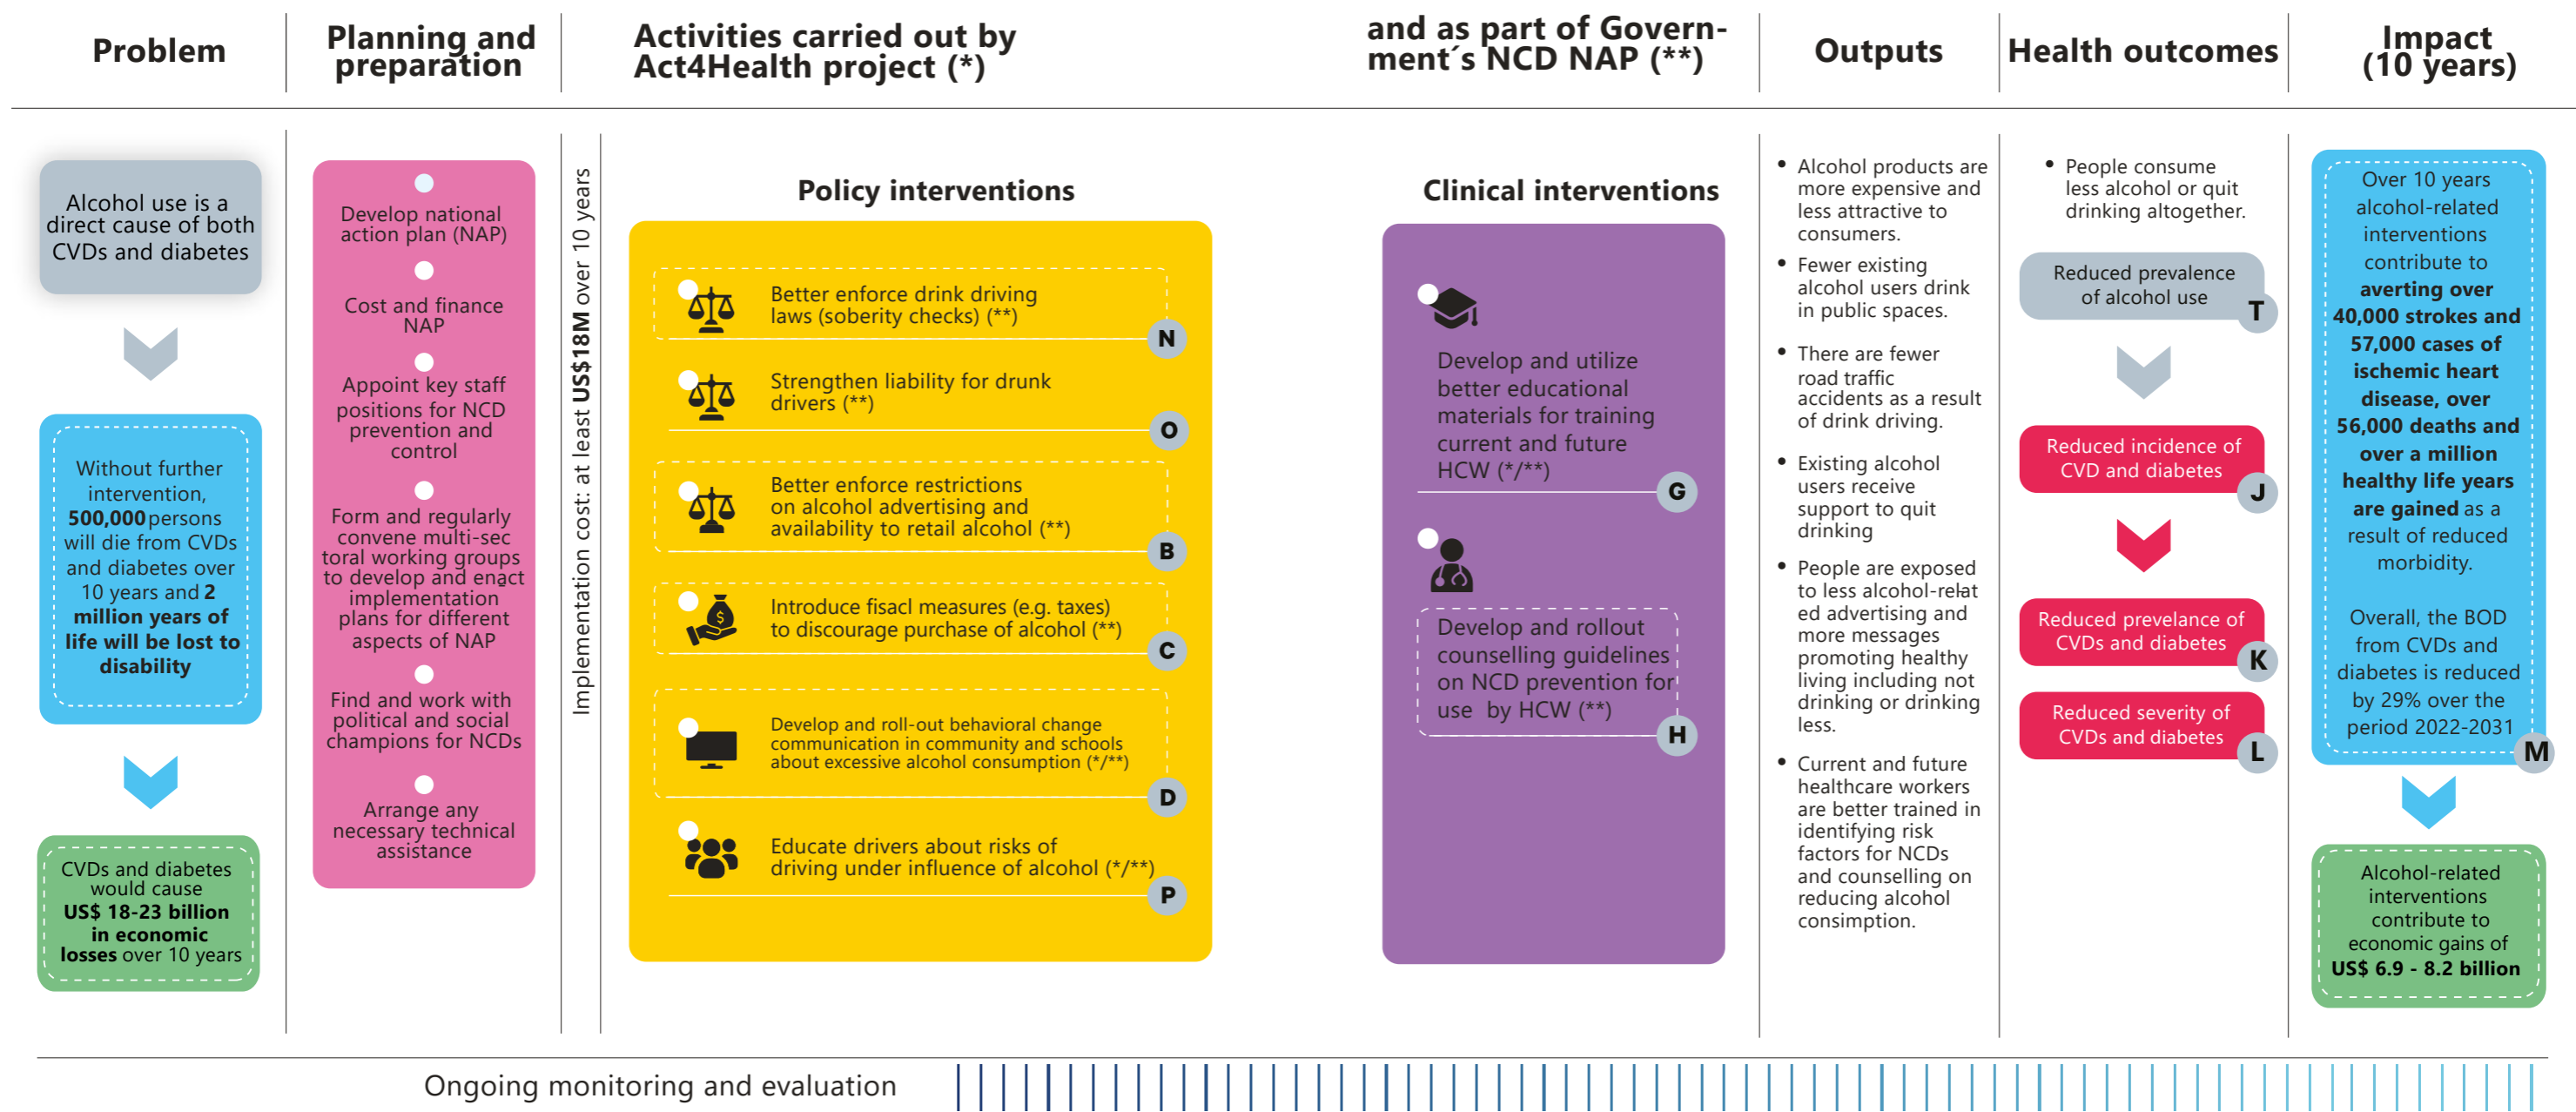 Problem
Planning and
preparation
Activities carried out by
Act4Health project (*)
and as part of Govern-
ment´s NCD NAP (**)
Outputs
Health outcomes
Impact
(10 years)
Alcohol use is a
direct cause of both
CVDs and diabetes
Without further
intervention,
500,000 persons
will die from CVDs
and diabetes over
10 years and 2
million years of
life will be lost to
disability
CVDs and diabetes
would cause
US$ 18-23 billion
in economic
losses over 10 years
Develop national
action plan (NAP)
Cost and finance
NAP
Appoint key staff
positions for NCD
prevention and
control
Form and regularly
convene multi-sec
toral working groups
to develop and enact
implementation
plans for different
aspects of NAP
Find and work with
political and social
champions for NCDs
Arrange any
necessary technical
assistance
Implementation cost: at least US$18M over 10 years
Policy interventions
Better enforce drink driving
laws (soberity checks) (**)
N
Strengthen liability for drunk
drivers (**)
O
Better enforce restrictions
on alcohol advertising and
availability to retail alcohol (**)
B
Introduce fisacl measures (e.g. taxes)
to discourage purchase of alcohol (**)
C
Develop and roll-out behavioral change
communication in community and schools
about excessive alcohol consumption (*/**)
D
Educate drivers about risks of
driving under influence of alcohol (*/**)
P
Clinical interventions
Develop and utilize
better educational
materials for training
current and future
HCW (*/**)
G
Develop and rollout
counselling guidelines
on NCD prevention for
use by HCW (**)
H
• Alcohol products are
more expensive and
less attractive to
consumers.
• Fewer existing
alcohol users drink
in public spaces.
• There are fewer
road traffic
accidents as a result
of drink driving.
• Existing alcohol
users receive
support to quit
drinking
• People are exposed
to less alcohol-relat
ed advertising and
more messages
promoting healthy
living including not
drinking or drinking
less.
• Current and future
healthcare workers
are better trained in
identifying risk
factors for NCDs
and counselling on
reducing alcohol
consimption.
• People consume
less alcohol or quit
drinking altogether.
Reduced prevalence
of alcohol use
T
Reduced incidence of
CVD and diabetes
J
Reduced prevelance of
CVDs and diabetes
K
Reduced severity of
CVDs and diabetes
L
Over 10 years
alcohol-related
interventions
contribute to
averting over
40,000 strokes and
57,000 cases of
ischemic heart
disease, over
56,000 deaths and
over a million
healthy life years
are gained as a
result of reduced
morbidity.
Overall, the BOD
from CVDs and
diabetes is reduced
by 29% over the
period 2022-2031
M
Alcohol-related
interventions
contribute to
economic gains of
US$ 6.9 - 8.2 billion
Ongoing monitoring and evaluation